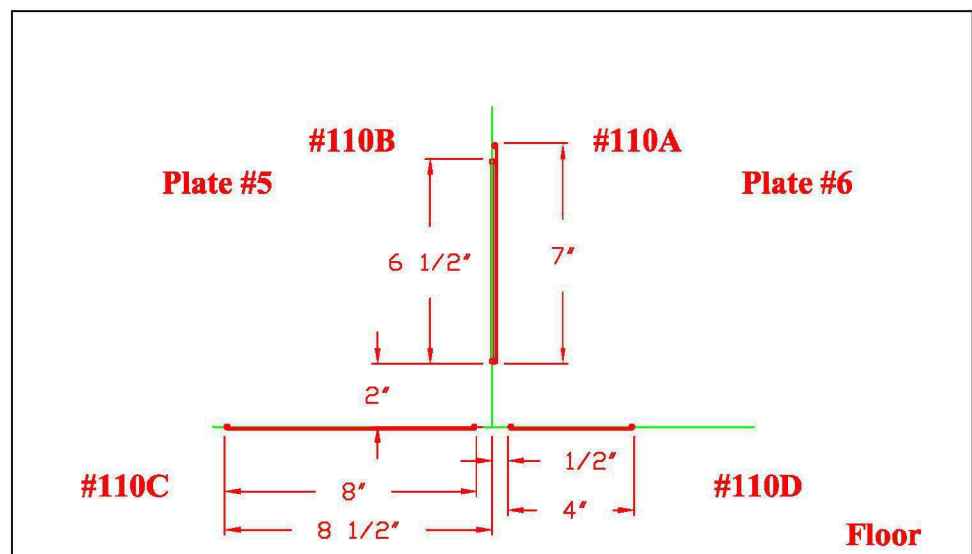 #110B
#110A
Plate #5
Plate #6
6 1/2"
7"
2"
1/2"
#110C
#110D
8"
4"
8 1/2"
Floor